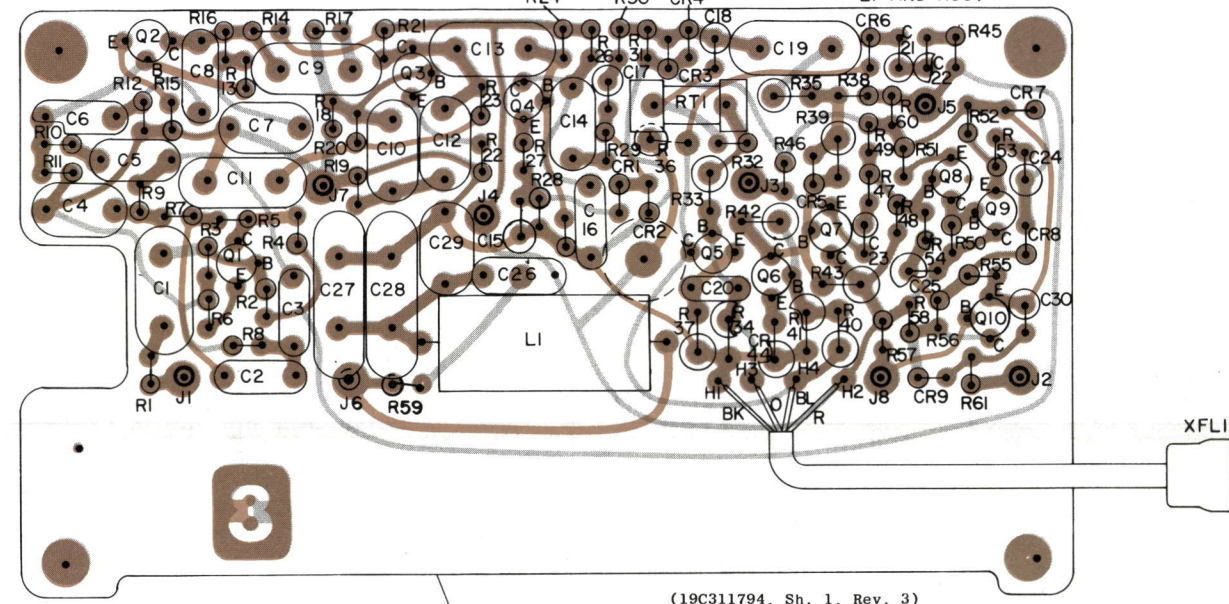 CR4
C18
CR6
R45
R16
R14
R17
R21
E
Q2
C
C
C13
R
26
R
31
C19
C
21
B
C8
C9
Q3
C17
CR3
C
22
R12
R15
R
13
B
R
23
C
Q4
B
RT1
R35
R38
J5
CR7
R
18
E
C14
R39
R
60
R52
C6
C7
C10
C12
E
R10
R20
R
22
R
27
R29
R
36
R32
R46
R
49
R51
R
53
C24
R11
C5
R19
CR1
E
R9
C11
J7
R28
J3
R
47
Q8
E
C4
R7
J4
C
16
R33
CR5
E
B
C
Q9
R5
R42
R
48
B
R3
R4
C29
C15
CR2
Q7
C
C
Q1
B
C
Q5
E
B
C
C
23
R
54
R50
CR8
C1
C27
C28
C26
C
Q6
R43
C25
R55
E
R2
C3
C20
B
E
E
C30
R6
L1
R
37
R
34
R
41
R
40
R
58
B
Q10
R8
CR
44
R57
R56
C
C2
H3
H4
R1
J1
J6
R59
H1
H2
J8
CR9
R61
J2
BK
O
BL
R
XFL1
3
(19C311794, Sh. 1, Rev. 3)